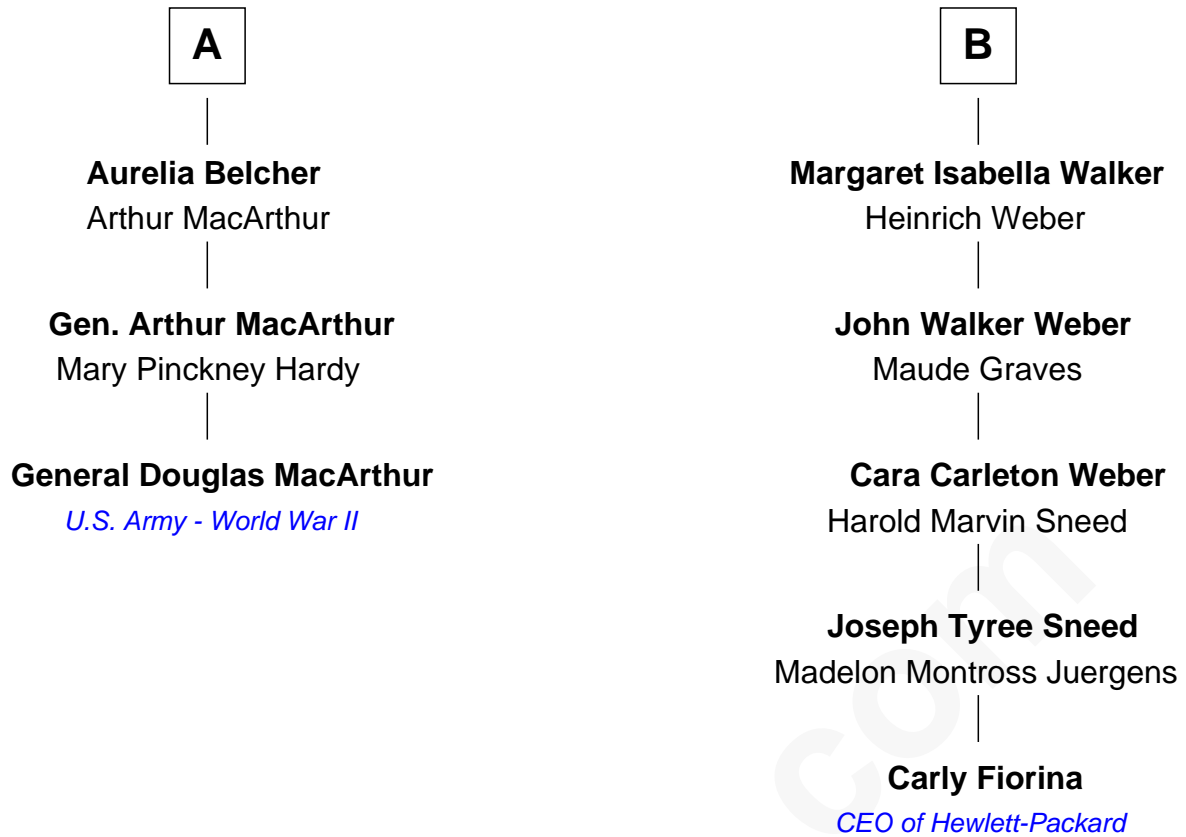 A
Aurelia Belcher
Arthur MacArthur
Gen. Arthur MacArthur
Mary Pinckney Hardy
General Douglas MacArthur
U.S. Army - World War II
B
Margaret Isabella Walker
Heinrich Weber
John Walker Weber
Maude Graves
Cara Carleton Weber
Harold Marvin Sneed
Joseph Tyree Sneed
Madelon Montross Juergens
Carly Fiorina
CEO of Hewlett-Packard
com